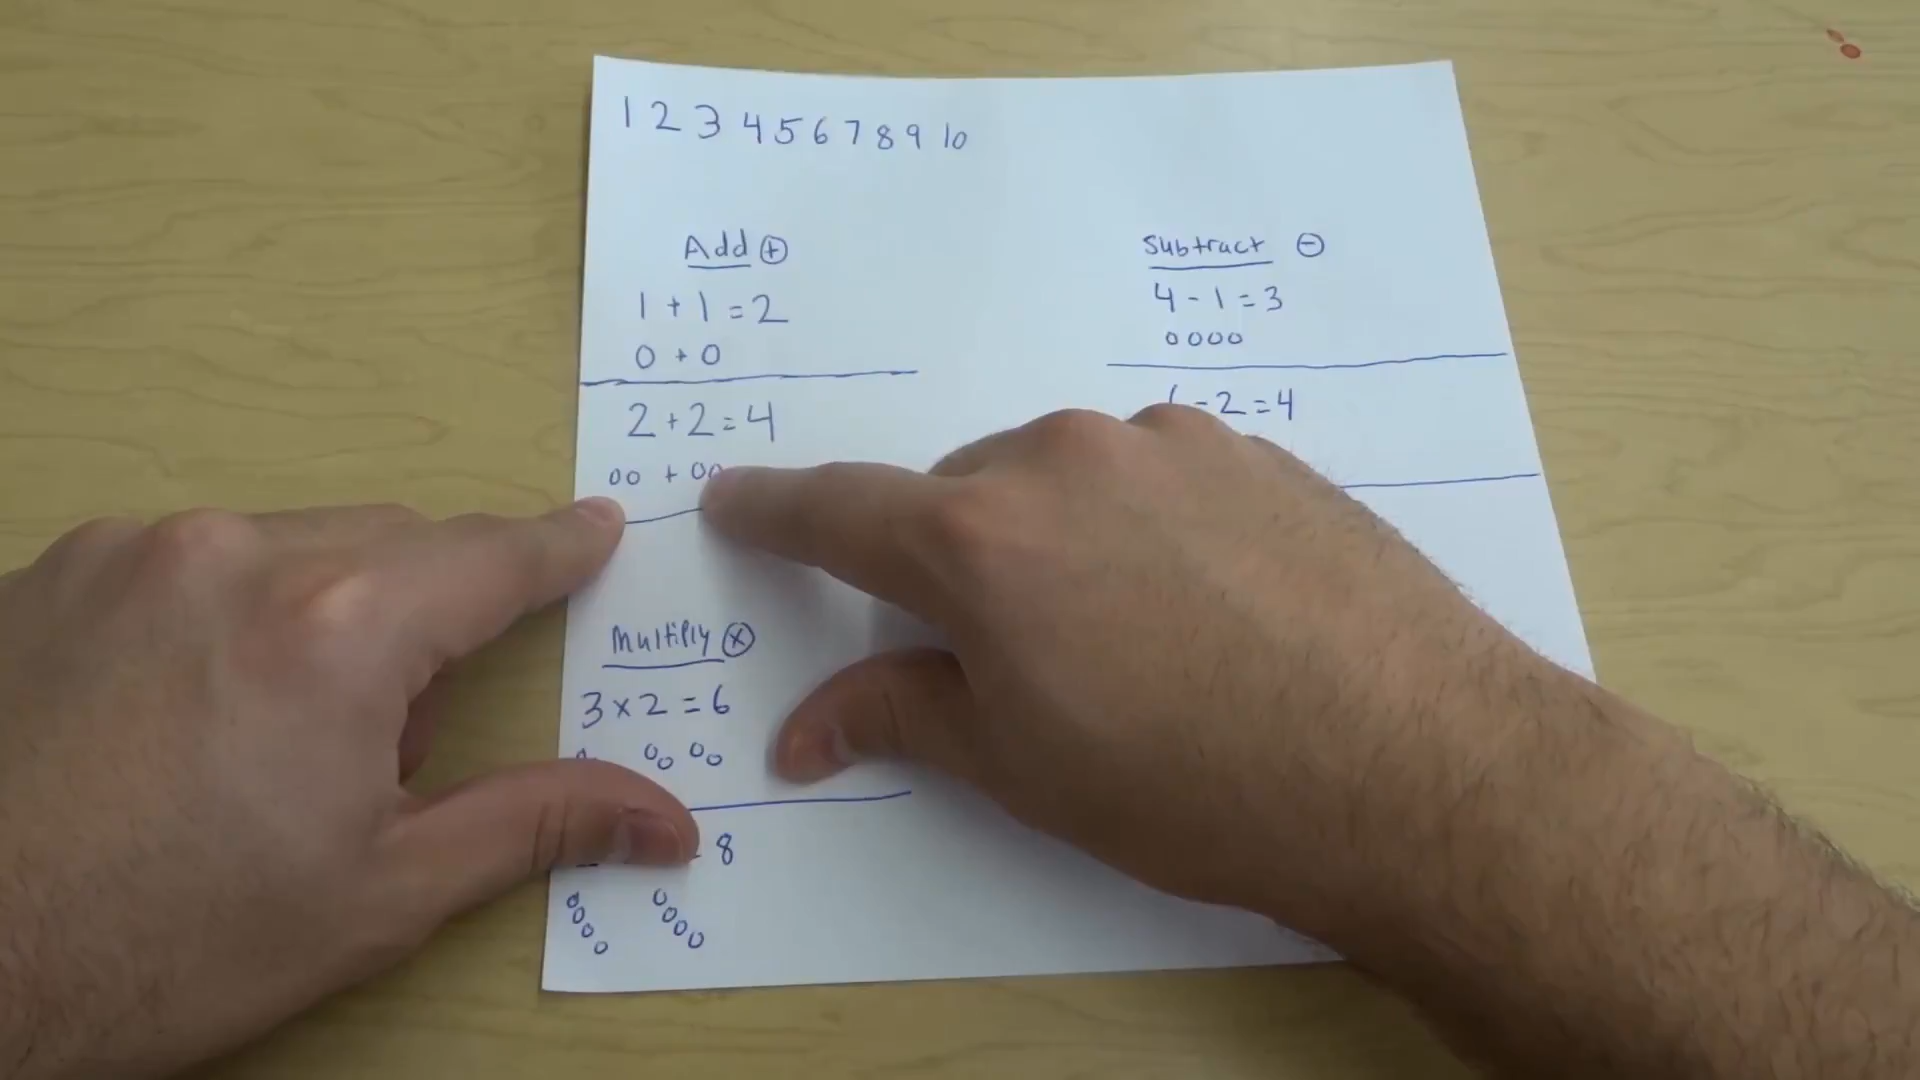 1 2 3 4 5 6 7 8 9 10
Add +
1 + 1 = 2
0 + 0
2 + 2 = 4
00 + 00
Subtract -
4 - 1 = 3
0000
- 2 = 4
Multiply x
3 x 2 = 6
00 00
8
0000 0000